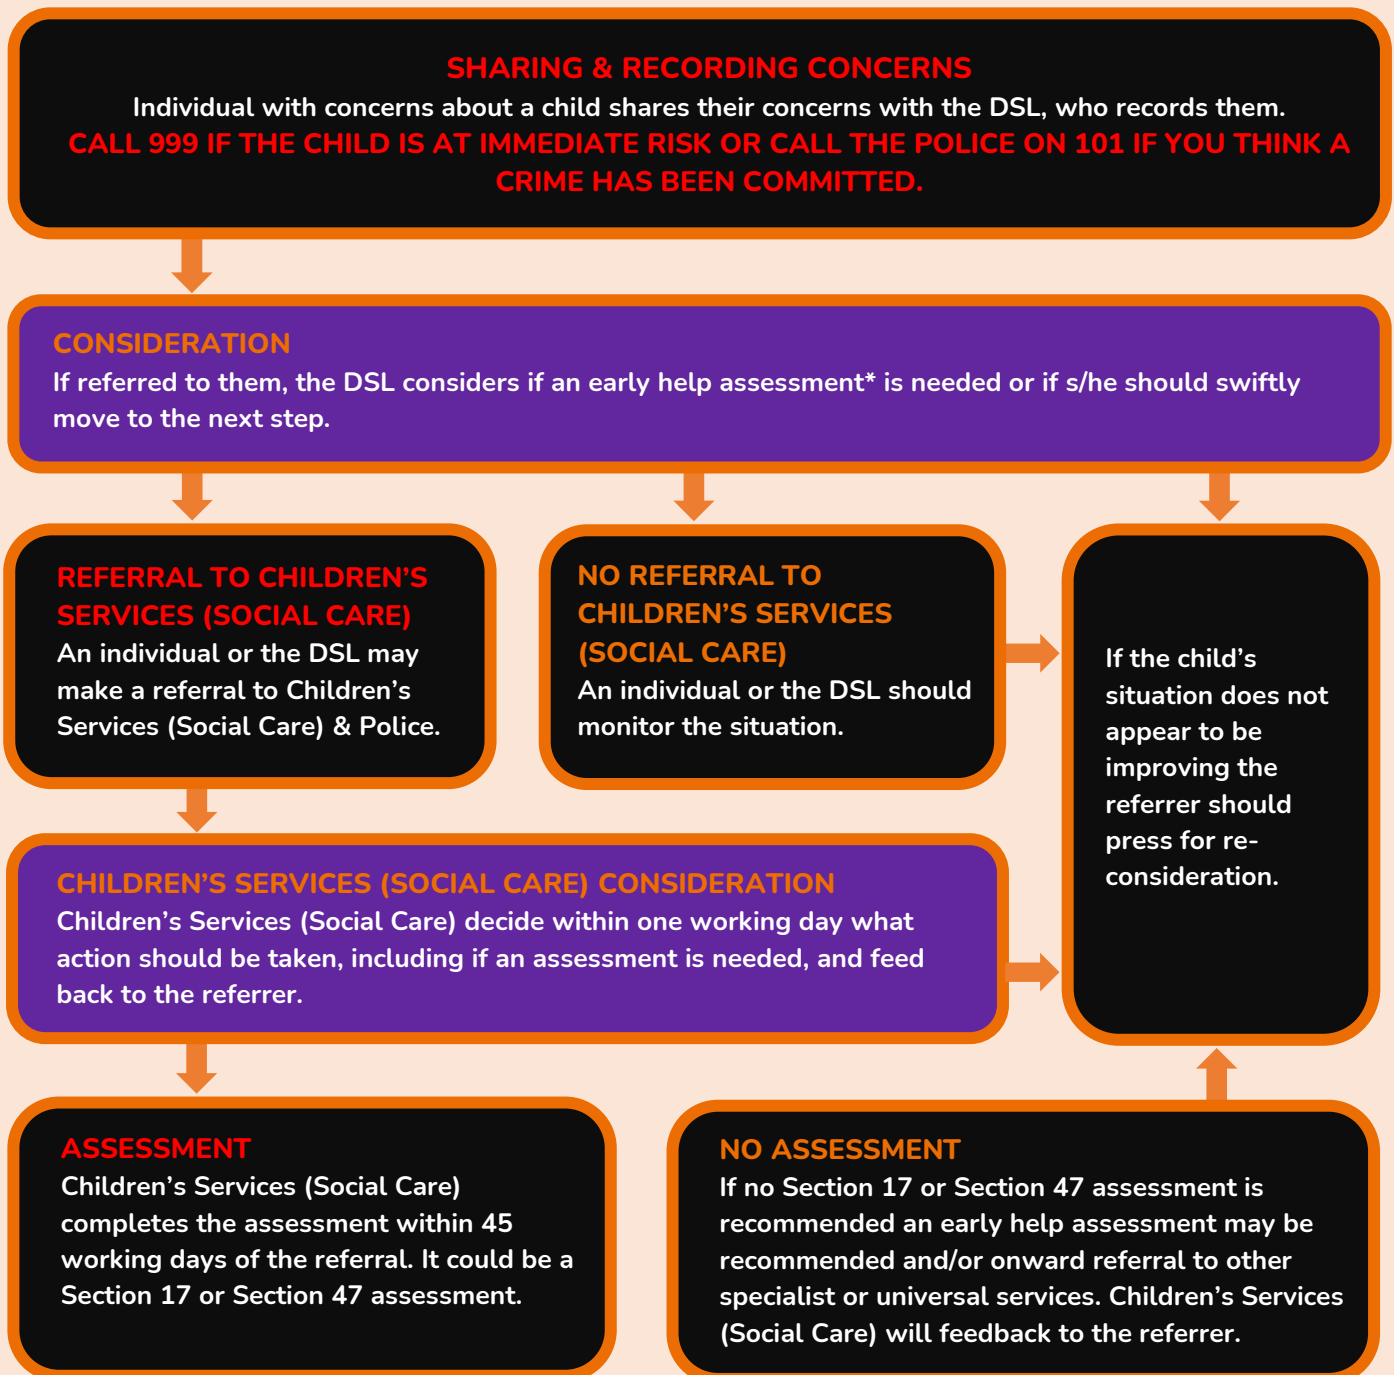 SHARING & RECORDING CONCERNS
Individual with concerns about a child shares their concerns with the DSL, who records them.
CALL 999 IF THE CHILD IS AT IMMEDIATE RISK OR CALL THE POLICE ON 101 IF YOU THINK A
CRIME HAS BEEN COMMITTED.
CONSIDERATION
If referred to them, the DSL considers if an early help assessment* is needed or if s/he should swiftly
move to the next step.
REFERRAL TO CHILDREN’S
SERVICES (SOCIAL CARE)
An individual or the DSL may
make a referral to Children’s
Services (Social Care) & Police.
NO REFERRAL TO
CHILDREN’S SERVICES
(SOCIAL CARE)
An individual or the DSL should
monitor the situation.
If the child’s
situation does not
appear to be
improving the
referrer should
press for re-
consideration.
CHILDREN’S SERVICES (SOCIAL CARE) CONSIDERATION
Children’s Services (Social Care) decide within one working day what
action should be taken, including if an assessment is needed, and feed
back to the referrer.
ASSESSMENT
Children’s Services (Social Care)
completes the assessment within 45
working days of the referral. It could be a
Section 17 or Section 47 assessment.
NO ASSESSMENT
If no Section 17 or Section 47 assessment is
recommended an early help assessment may be
recommended and/or onward referral to other
specialist or universal services. Children’s Services
(Social Care) will feedback to the referrer.